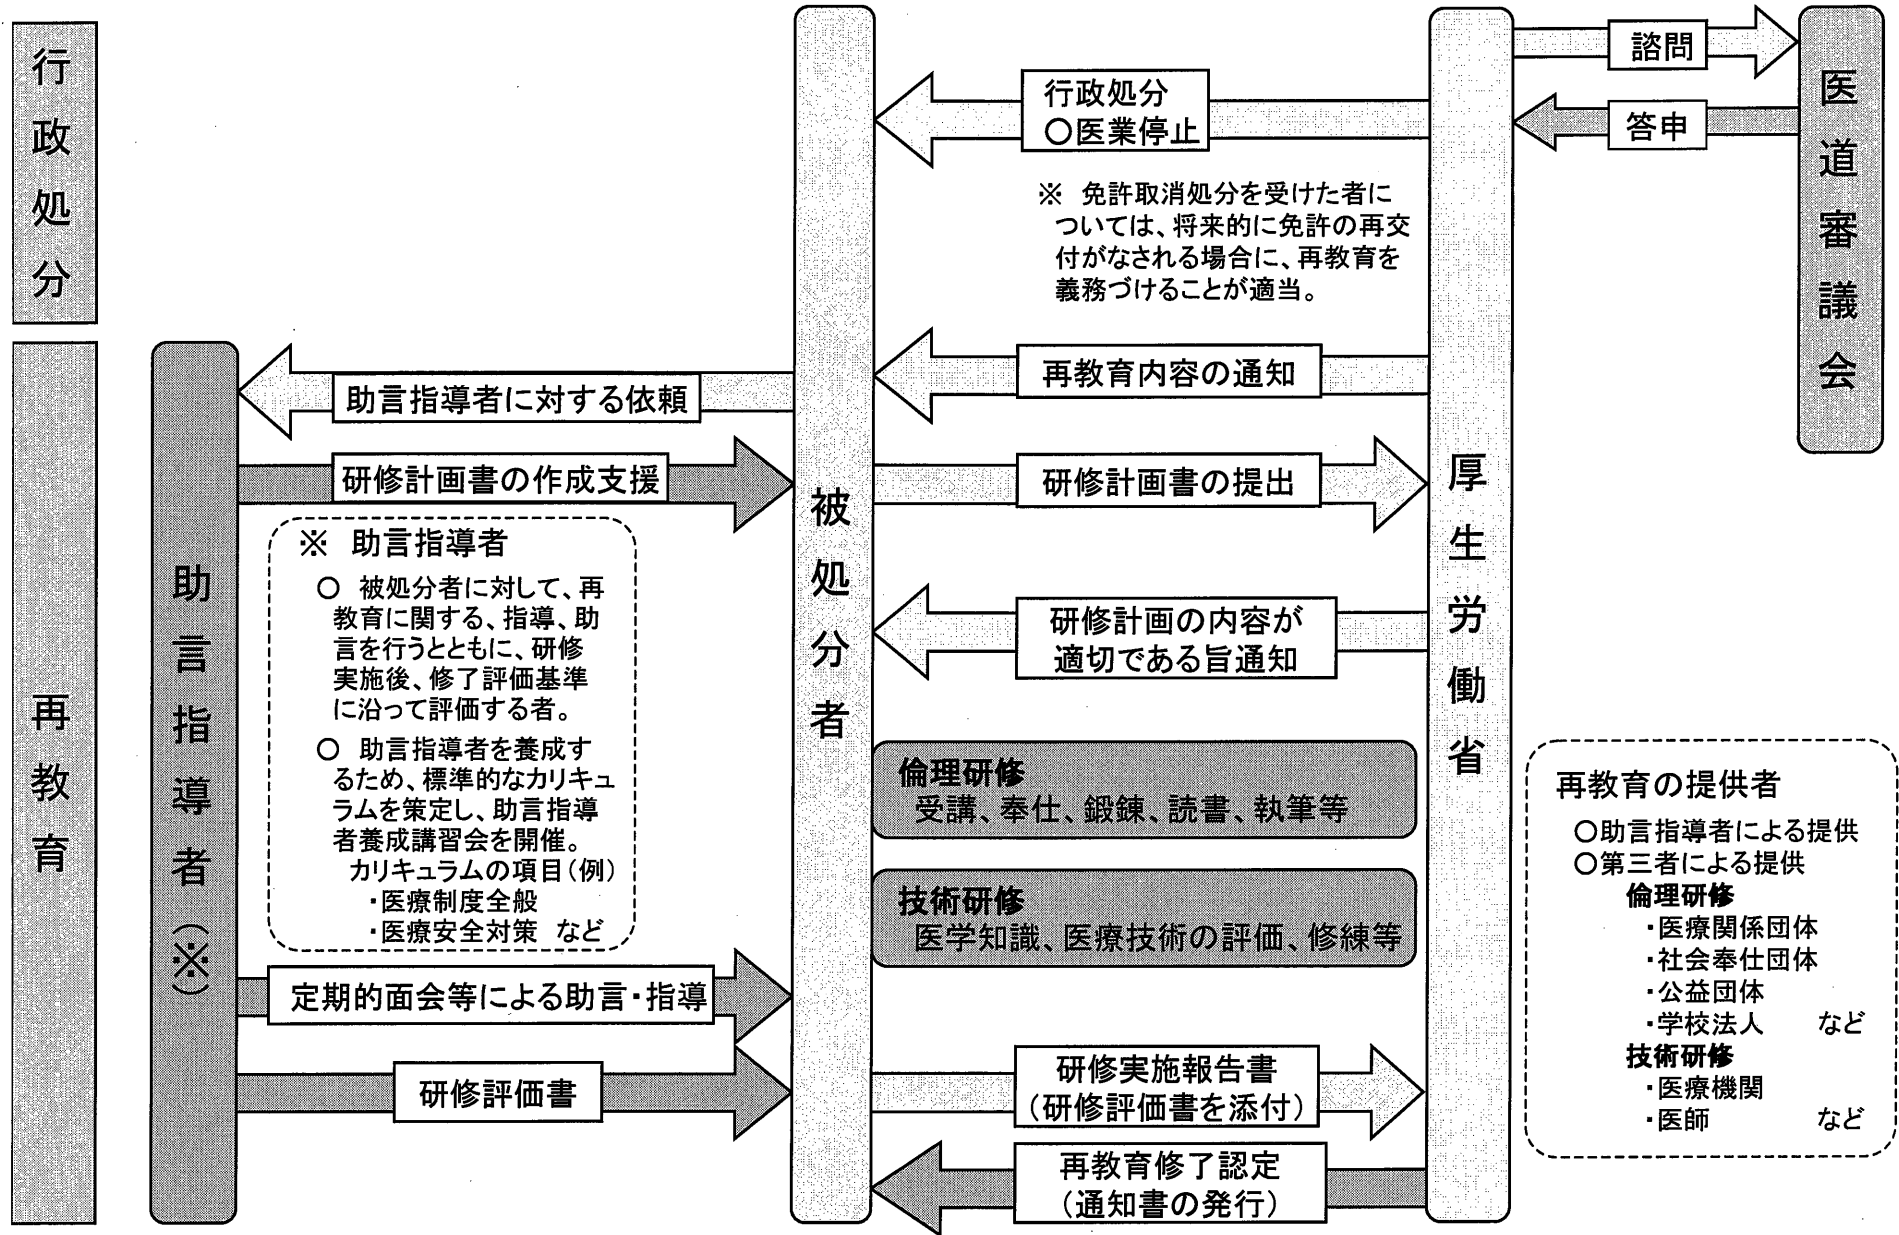 行政処分
諮問
答申
医道審議会
行政処分
○医業停止
※ 免許取消処分を受けた者に
ついては、将来的に免許の再交
付がなされる場合に、再教育を
義務づけることが適当。
再教育
助言指導者(※)
被処分者
厚生労働省
再教育内容の通知
助言指導者に対する依頼
研修計画書の作成支援
研修計画書の提出
※ 助言指導者
○ 被処分者に対して、再
教育に関する、指導、助
言を行うとともに、研修
実施後、修了評価基準
に沿って評価する者。
○ 助言指導者を養成す
るため、標準的なカリキュ
ラムを策定し、助言指導
者養成講習会を開催。
カリキュラムの項目(例)
・医療制度全般
・医療安全対策 など
研修計画の内容が
適切である旨通知
倫理研修
受講、奉仕、鍛錬、読書、執筆等
技術研修
医学知識、医療技術の評価、修練等
定期的面会等による助言・指導
研修評価書
研修実施報告書
(研修評価書を添付)
再教育修了認定
(通知書の発行)
再教育の提供者
○助言指導者による提供
○第三者による提供
倫理研修
・医療関係団体
・社会奉仕団体
・公益団体
・学校法人 など
技術研修
・医療機関
・医師 など